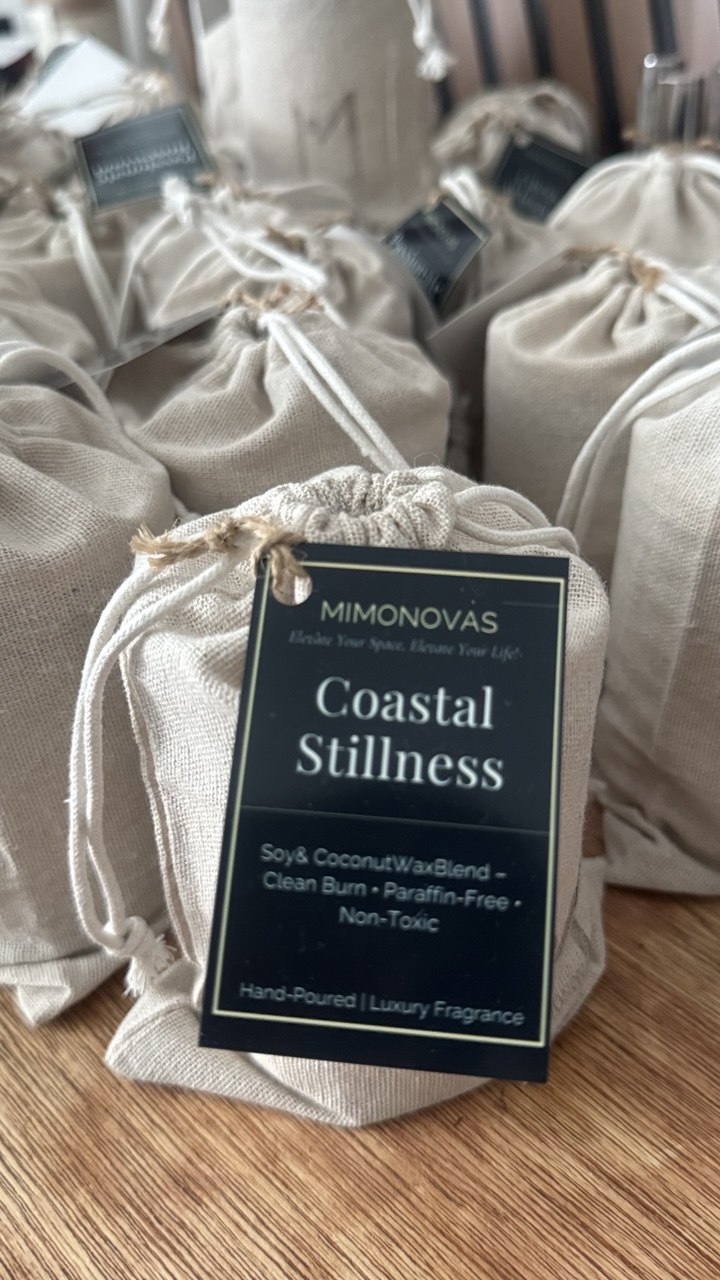 MIMONOVAS
Elevate Your Space, Elevate Your Life!
Coastal
Stillness
Soy& CoconutWaxBlend –
Clean Burn • Paraffin-Free •
Non-Toxic
Hand-Poured | Luxury Fragrance